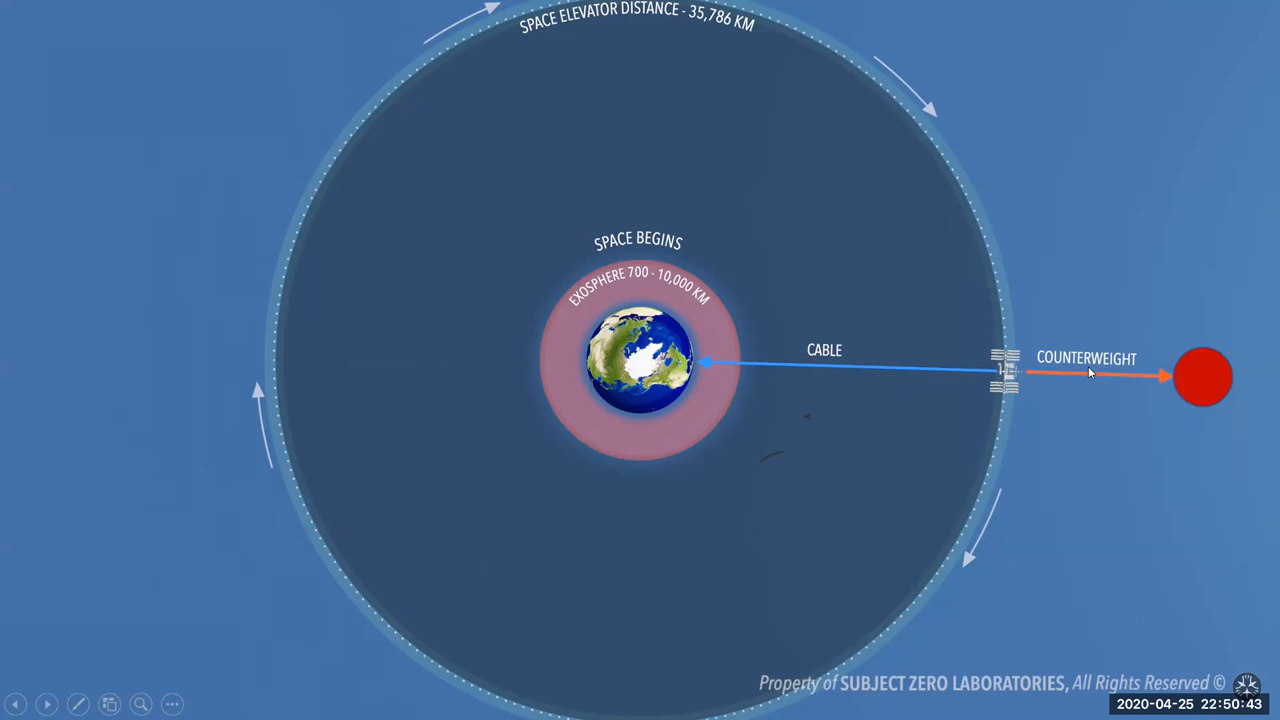 SPACE ELEVATOR DISTANCE - 35,786 KM
SPACE BEGINS
EXOSPHERE 700 - 10,000 KM
CABLE
COUNTERWEIGHT
Property of SUBJECT ZERO LABORATORIES, All Rights Reserved ©
2020-04-25 22:50:43